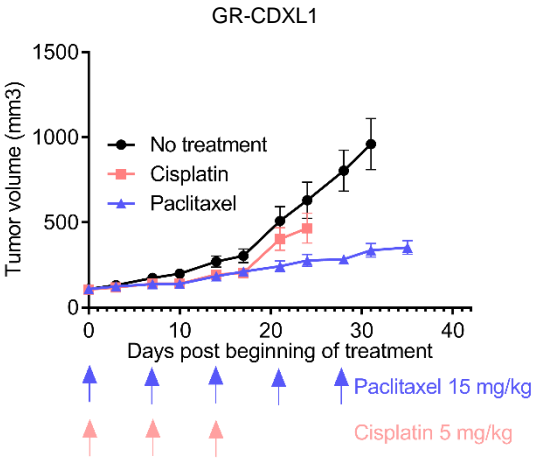 GR-CDXL1
1500
1000
500
0
Tumor volume (mm3)
No treatment
Cisplatin
Paclitaxel
0 10 20 30 40
Days post beginning of treatment
Paclitaxel 15 mg/kg
Cisplatin 5 mg/kg